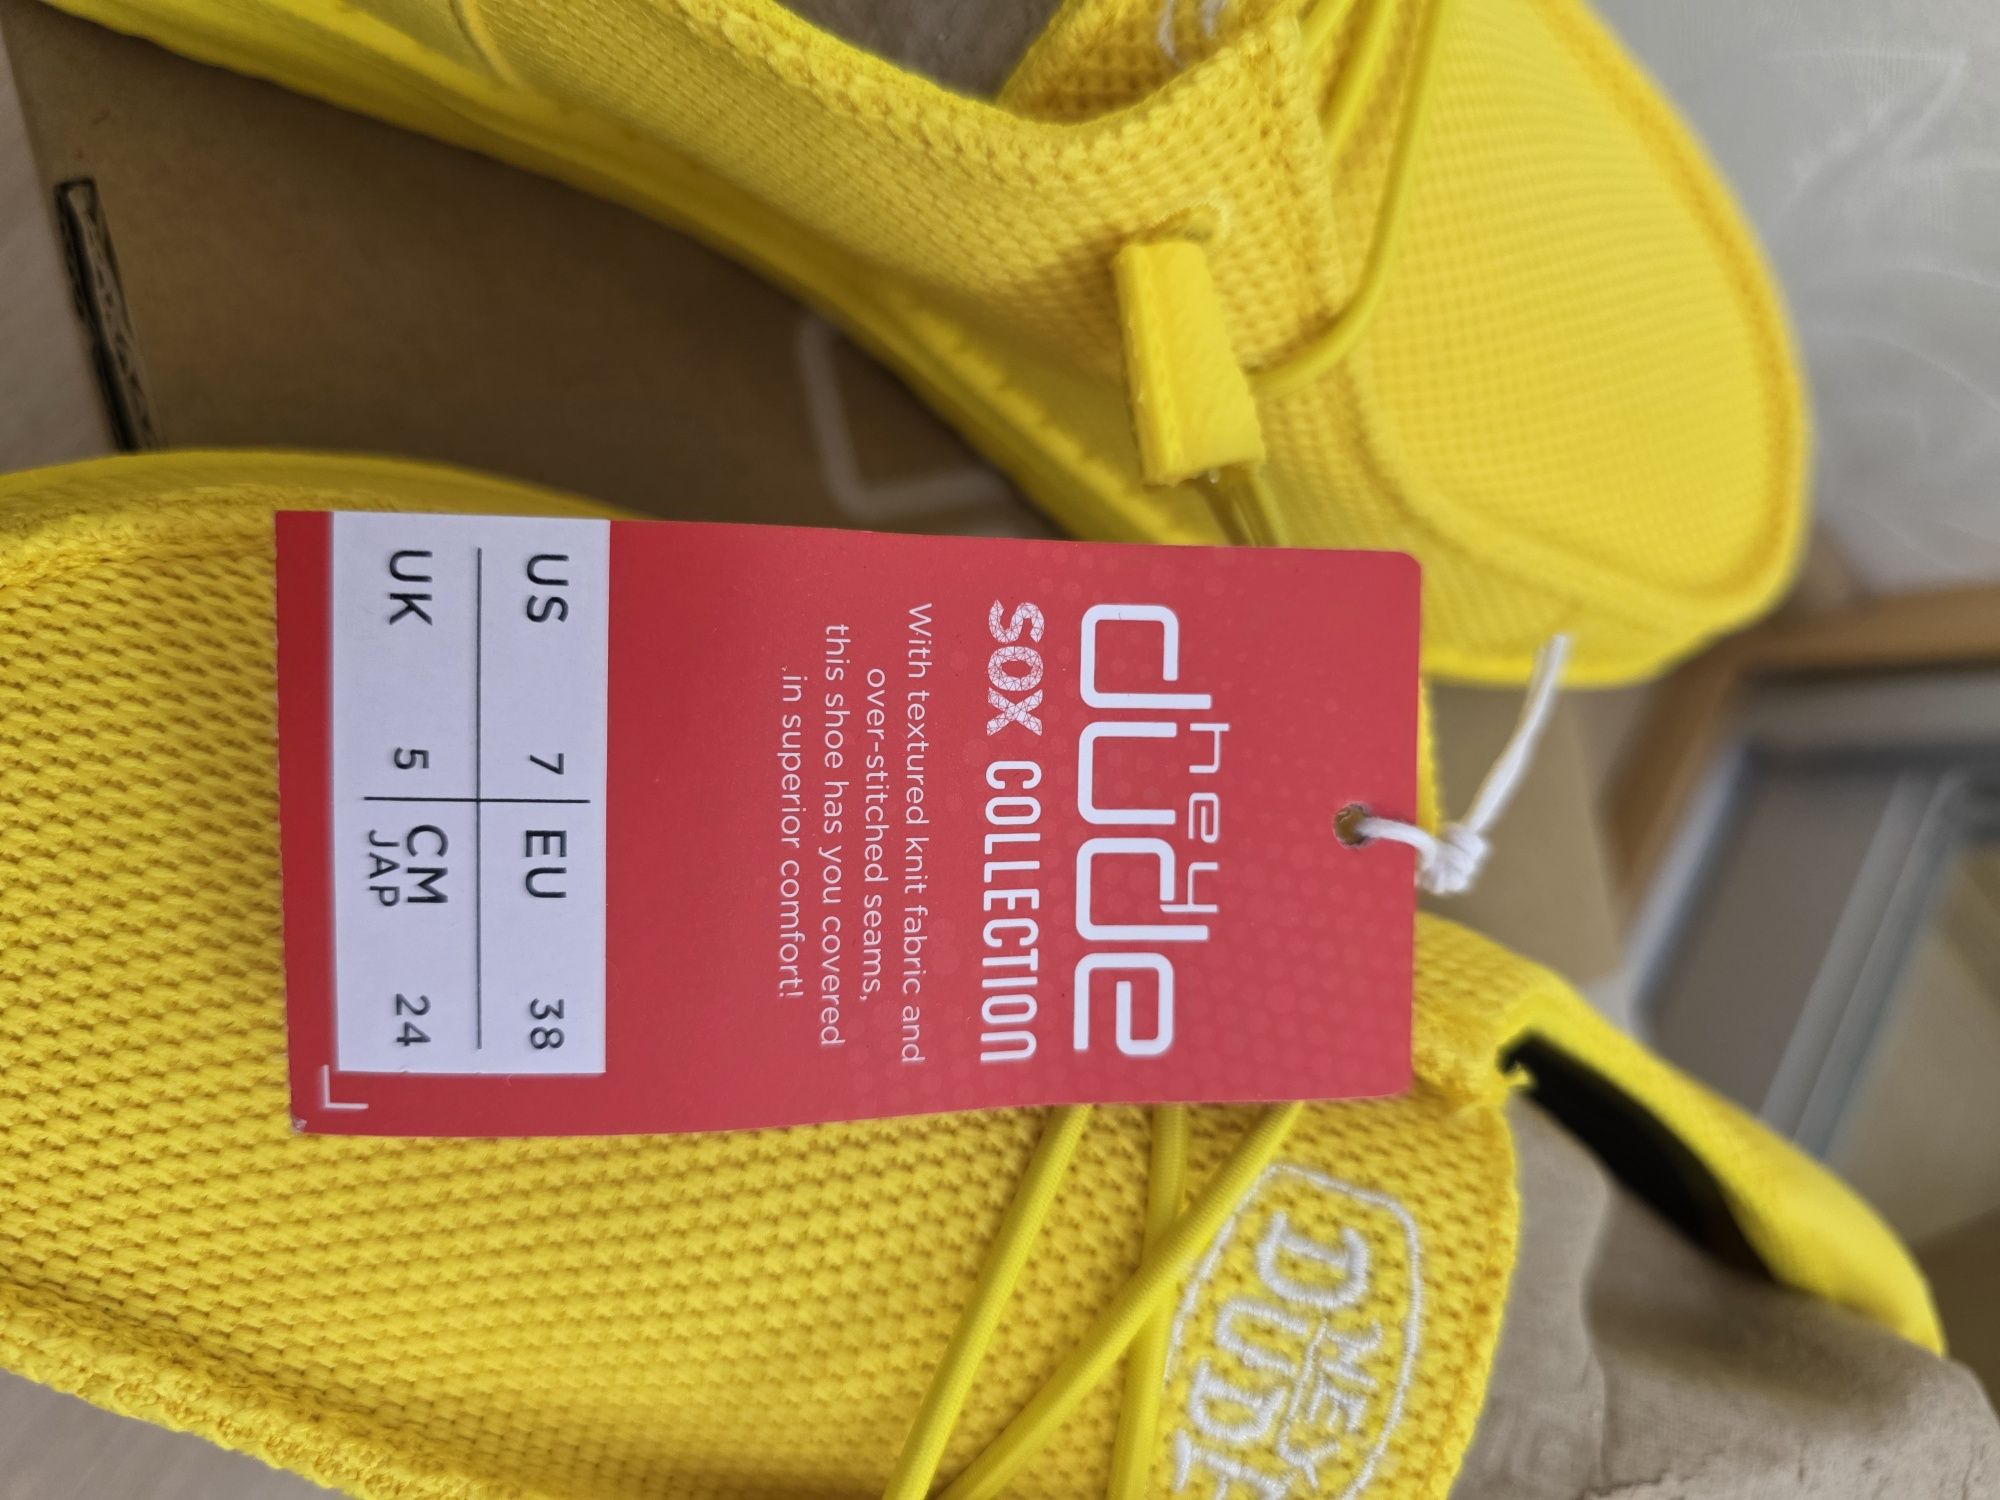 hey
dude
SOX COLLECTION
With textured knit fabric and
over-stitched seams,
this shoe has you covered
.in superior comfort!
US 7 EU 38
UK 5 CM JAP 24
HEY
DUDE